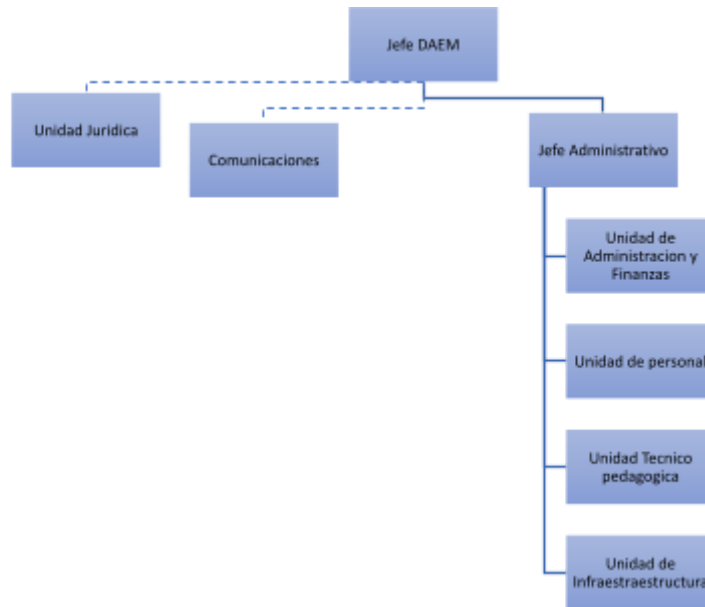 Jefe DAEM
Unidad Juridica
Comunicaciones
Jefe Administrativo
Unidad de
Administracion y
Finanzas
Unidad de personal
Unidad Tecnico
pedagogica
Unidad de
Infraestraestructura